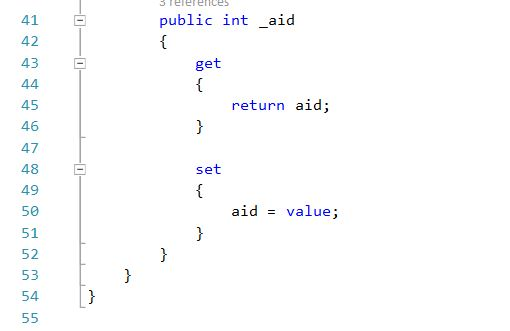 3 references
41 public int _aid
42 {
43 get
44 {
45 return aid;
46 }
47
48 set
49 {
50 aid = value;
51 }
52 }
53 }
54 }
55